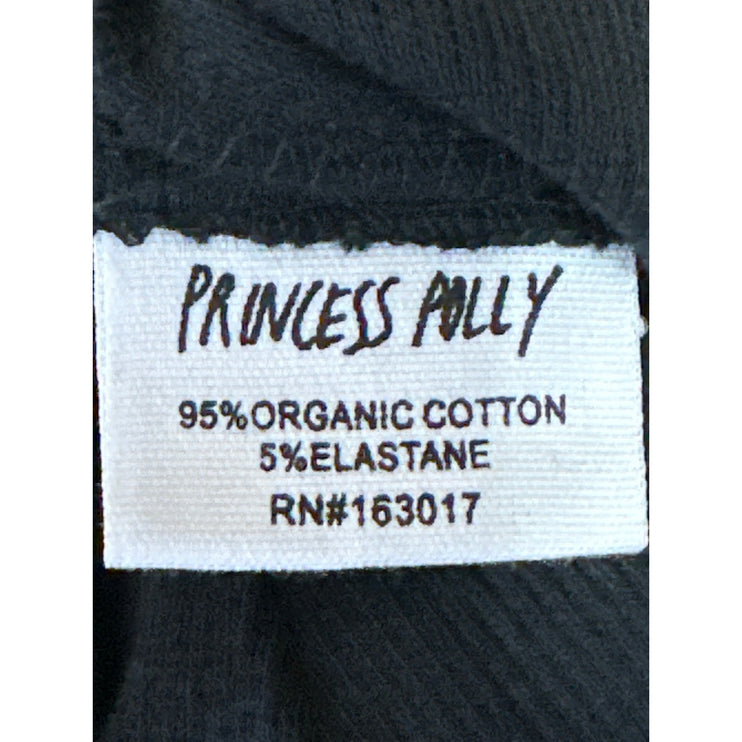 PRINCESS POLLY
95%ORGANIC COTTON
5%ELASTANE
RN#163017